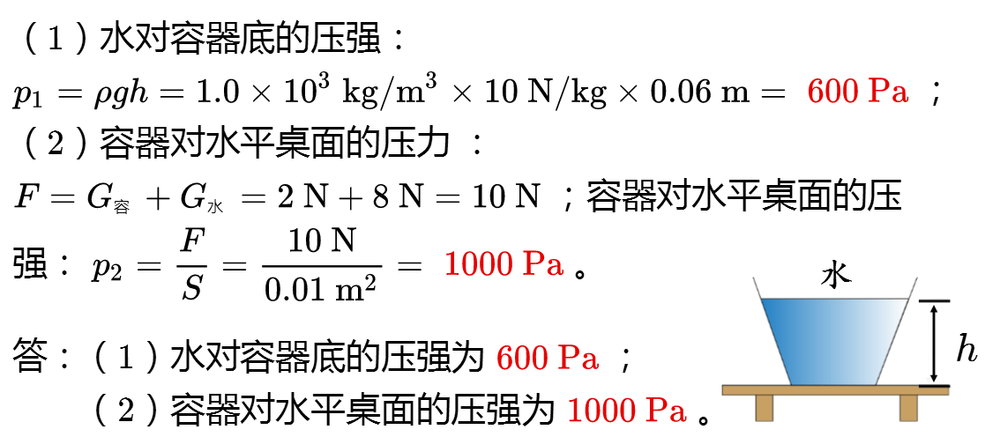 （1）水对容器底的压强：
p₁ = ρgh = 1.0 × 10³ kg/m³ × 10 N/kg × 0.06 m = 600 Pa ；
（2）容器对水平桌面的压力 ：
F = G容 + G水 = 2 N + 8 N = 10 N ；容器对水平桌面的压
强： p₂ = F/S = 10 N/0.01 m² = 1000 Pa 。
水
h
答：（1）水对容器底的压强为 600 Pa ；
（2）容器对水平桌面的压强为 1000 Pa 。